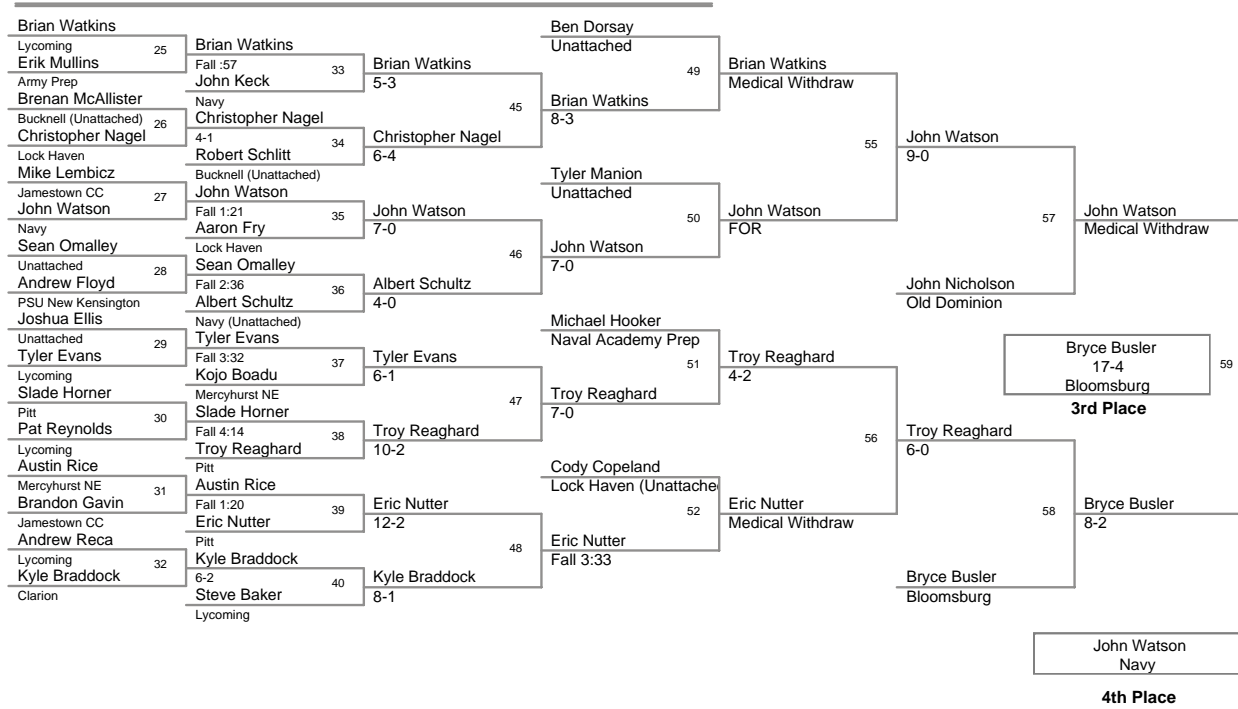 Brian Watkins
Lycoming
25
Erik Mullins
Army Prep
Brenan McAllister
Bucknell (Unattached)
26
Christopher Nagel
Lock Haven
Mike Lembicz
Jamestown CC
27
John Watson
Navy
Sean Omalley
Unattached
28
Andrew Floyd
PSU New Kensington
Joshua Ellis
Unattached
29
Tyler Evans
Lycoming
Slade Horner
Pitt
30
Pat Reynolds
Lycoming
Austin Rice
Mercyhurst NE
31
Brandon Gavin
Jamestown CC
Andrew Reca
Lycoming
32
Kyle Braddock
Clarion
Brian Watkins
Fall :57
33
John Keck
Navy
Christopher Nagel
4-1
34
Robert Schlitt
Bucknell (Unattached)
John Watson
Fall 1:21
35
Aaron Fry
Lock Haven
Sean Omalley
Fall 2:36
36
Albert Schultz
Navy (Unattached)
Tyler Evans
Fall 3:32
37
Kojo Boadu
Mercyhurst NE
Slade Horner
Fall 4:14
38
Troy Reaghard
Pitt
Austin Rice
Fall 1:20
39
Eric Nutter
Pitt
Kyle Braddock
6-2
40
Steve Baker
Lycoming
Brian Watkins
5-3
45
Christopher Nagel
6-4
John Watson
7-0
46
Albert Schultz
4-0
Tyler Evans
6-1
47
Troy Reaghard
10-2
Eric Nutter
12-2
48
Kyle Braddock
8-1
Ben Dorsay
Unattached
49
Brian Watkins
8-3
Tyler Manion
Unattached
50
John Watson
7-0
Michael Hooker
Naval Academy Prep
51
Troy Reaghard
7-0
Cody Copeland
Lock Haven (Unattache
52
Eric Nutter
Fall 3:33
Brian Watkins
Medical Withdraw
55
John Watson
FOR
Troy Reaghard
4-2
56
Eric Nutter
Medical Withdraw
John Watson
9-0
57
John Nicholson
Old Dominion
Troy Reaghard
6-0
58
Bryce Busler
Bloomsburg
John Watson
Medical Withdraw
Bryce Busler
17-4
Bloomsburg
59
3rd Place
Bryce Busler
8-2
John Watson
Navy
4th Place